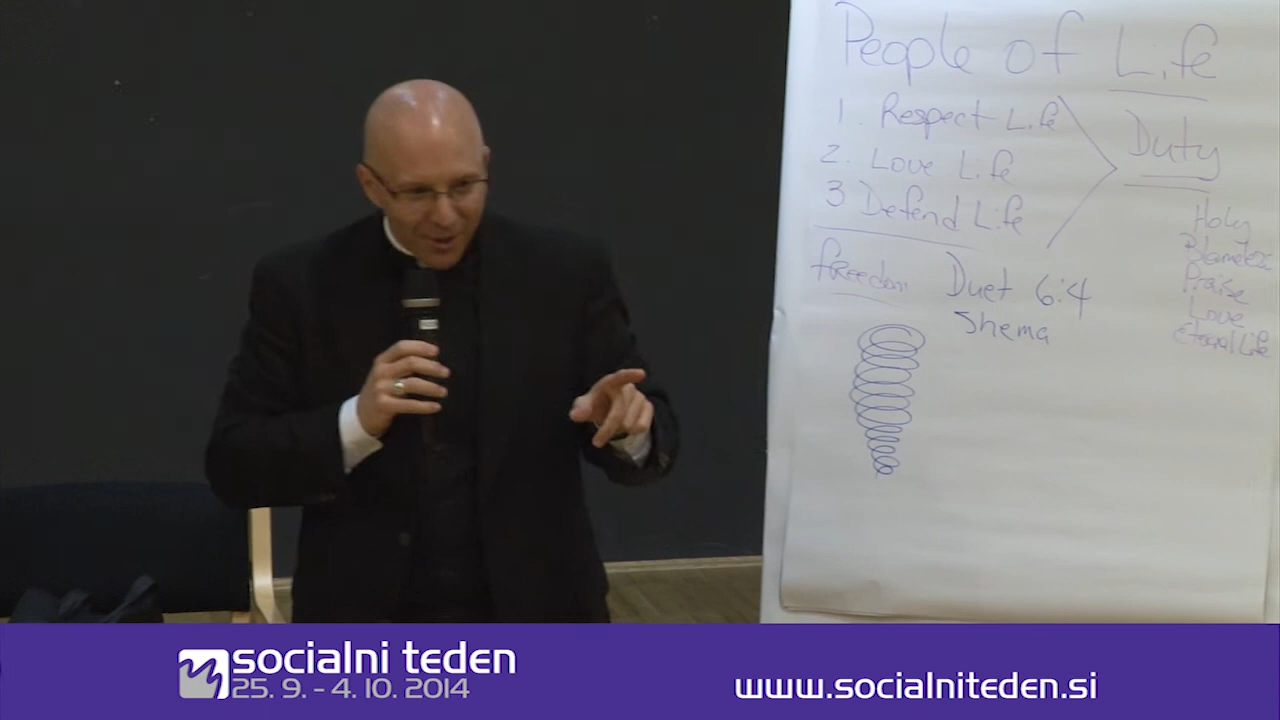 People of Life
1. Respect Life
2. Love Life
3 Defend Life
Duty
Holy
Blameless
Praise
Love
Eternal Life
freedom
Duet 6:4
Shema
socialni teden
25. 9. - 4. 10. 2014
www.socialniteden.si